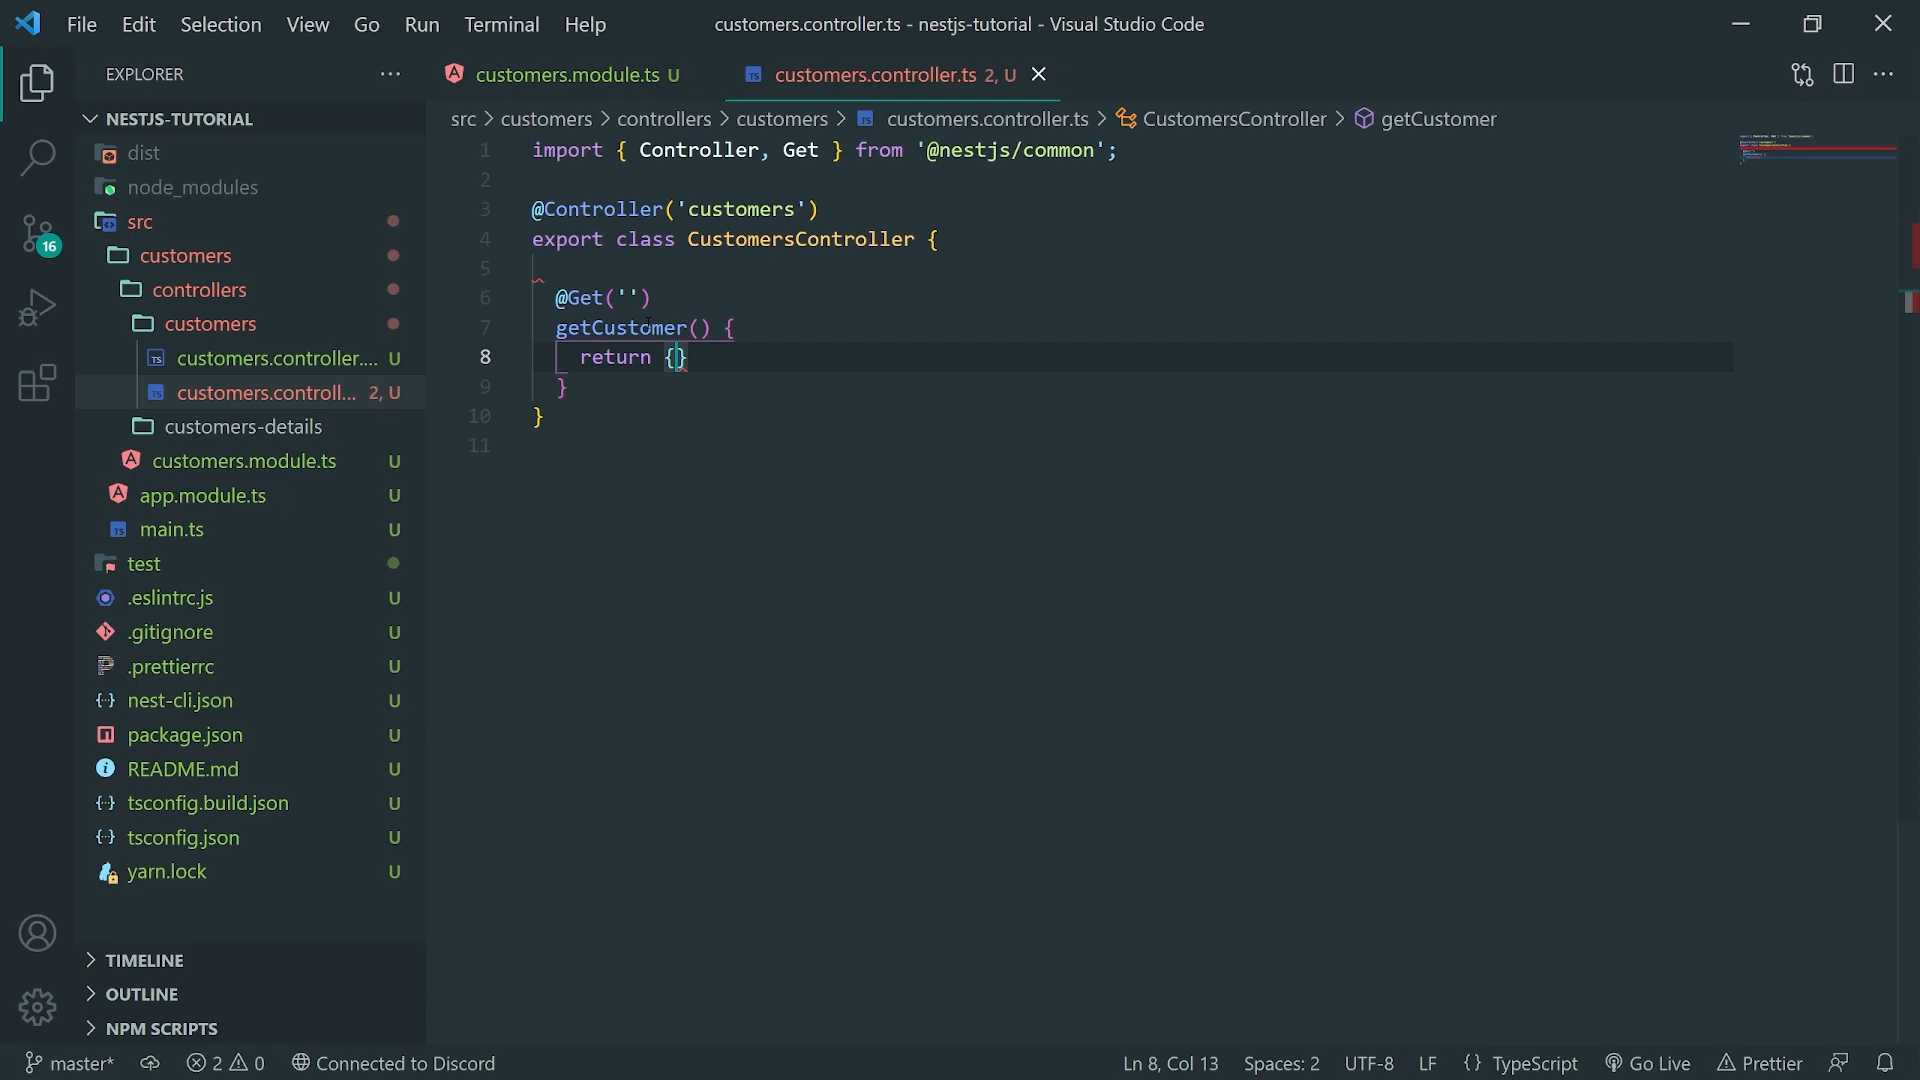 File Edit Selection View Go Run Terminal Help
customers.controller.ts - nestjs-tutorial - Visual Studio Code
EXPLORER
customers.module.ts U
customers.controller.ts 2, U
NESTJS-TUTORIAL
src > customers > controllers > customers > customers.controller.ts > CustomersController > getCustomer
dist
node_modules
src
customers
controllers
customers
customers.controller.... U
customers.controll... 2, U
customers-details
customers.module.ts U
app.module.ts U
main.ts U
test
.eslintrc.js U
.gitignore U
.prettierrc U
nest-cli.json U
package.json U
README.md U
tsconfig.build.json U
tsconfig.json U
yarn.lock U
16
TIMELINE
OUTLINE
NPM SCRIPTS
1 import { Controller, Get } from '@nestjs/common';
2
3 @Controller('customers')
4 export class CustomersController {
5
6 @Get('')
7 getCustomer() {
8 return {}
9 }
10 }
11
master* 2 0 Connected to Discord
Ln 8, Col 13 Spaces: 2 UTF-8 LF {} TypeScript Go Live Prettier